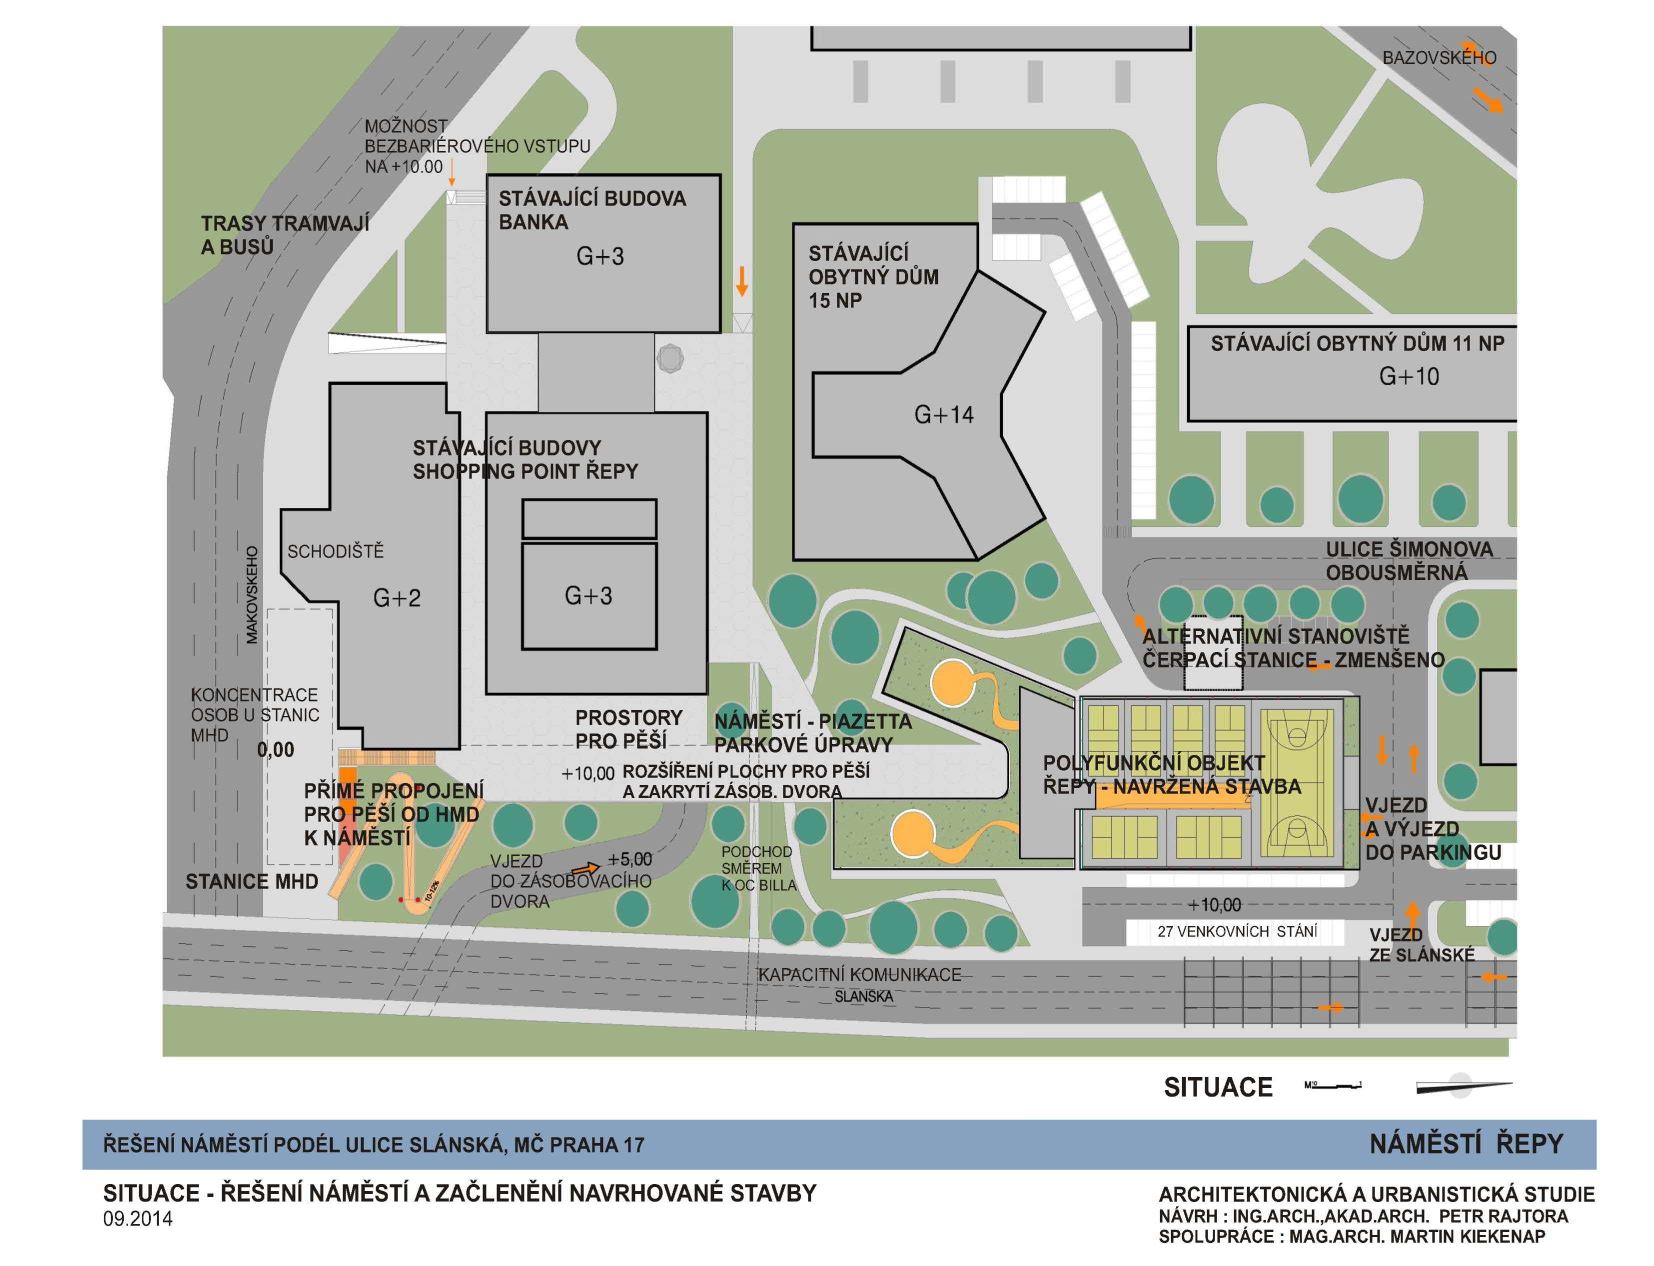 BAZOVSKÉHO
MOŽNOST
BEZBARIÉROVÉHO VSTUPU
NA +10.00
STÁVAJÍCÍ BUDOVA
BANKA
G+3
TRASY TRAMVAJÍ
A BUSŮ
STÁVAJÍCÍ
OBYTNÝ DŮM
15 NP
G+14
STÁVAJÍCÍ OBYTNÝ DŮM 11 NP
G+10
STÁVAJÍCÍ BUDOVY
SHOPPING POINT ŘEPY
SCHODIŠTĚ
G+2
G+3
MAKOVSKEHO
ULICE ŠIMONOVA
OBOUSMĚRNÁ
ALTERNATIVNÍ STANOVIŠTĚ
ČERPACÍ STANICE - ZMENŠENO
KONCENTRACE
OSOB U STANIC
MHD
0,00
PROSTORY
PRO PĚŠÍ
NÁMĚSTÍ - PIAZETTA
PARKOVÉ ÚPRAVY
+10,00 ROZŠÍŘENÍ PLOCHY PRO PĚŠÍ
A ZAKRYTÍ ZÁSOB. DVORA
POLYFUNKČNÍ OBJEKT
ŘEPY - NAVRŽENÁ STAVBA
PŘÍMÉ PROPOJENÍ
PRO PĚŠÍ OD HMD
K NÁMĚSTÍ
VJEZD
A VÝJEZD
DO PARKINGU
STANICE MHD
10-12%
VJEZD
DO ZÁSOBOVACÍHO
DVORA
+5,00
PODCHOD
SMĚREM
K OC BILLA
+10,00
27 VENKOVNÍCH STÁNÍ
VJEZD
ZE SLÁNSKÉ
KAPACITNÍ KOMUNIKACE
SLANSKA
SITUACE
ŘEŠENÍ NÁMĚSTÍ PODÉL ULICE SLÁNSKÁ, MČ PRAHA 17
NÁMĚSTÍ ŘEPY
SITUACE - ŘEŠENÍ NÁMĚSTÍ A ZAČLENĚNÍ NAVRHOVANÉ STAVBY
09.2014
ARCHITEKTONICKÁ A URBANISTICKÁ STUDIE
NÁVRH : ING.ARCH.,AKAD.ARCH. PETR RAJTORA
SPOLUPRÁCE : MAG.ARCH. MARTIN KIEKENAP